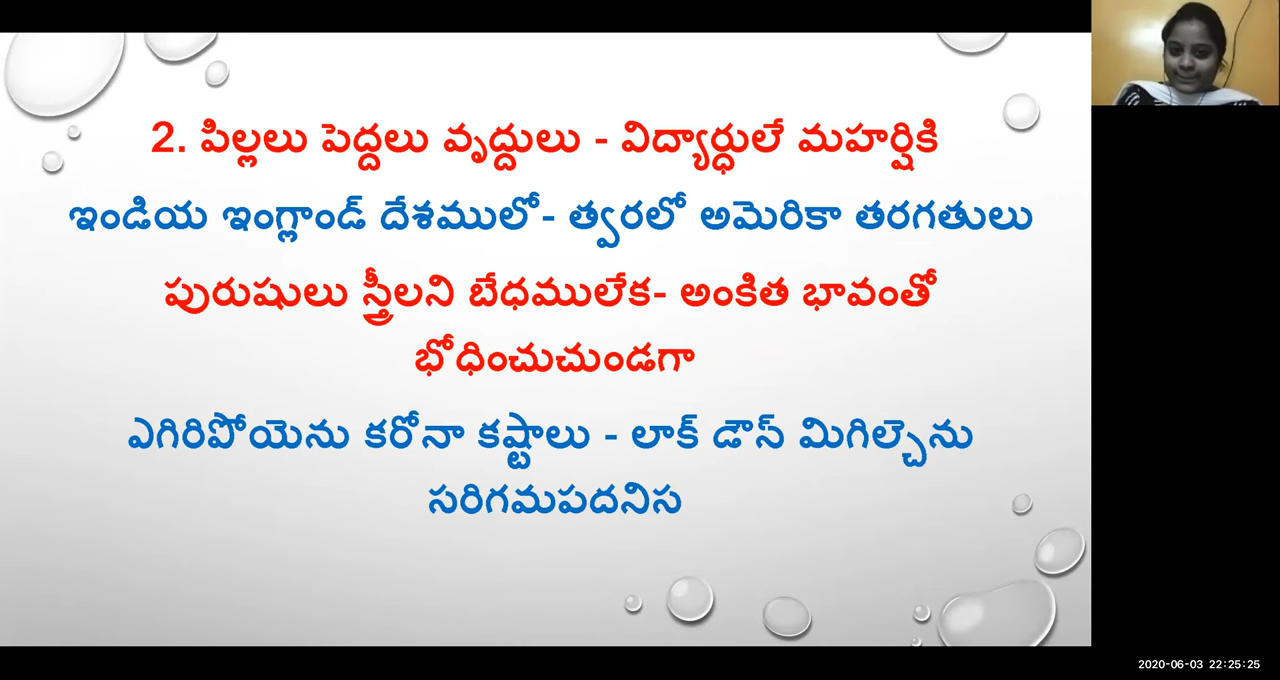 2. పిల్లలు పెద్దలు వృద్దులు - విద్యార్ధులే మహర్షికి
ఇండియ ఇంగ్లాండ్ దేశములో- త్వరలో అమెరికా తరగతులు
పురుషులు స్త్రీలని బేధములేక- అంకిత భావంతో
భోధించుచుండగా
ఎగిరిపోయెను కరోనా కష్టాలు - లాక్ డౌన్ మిగిల్చెను
సరిగమపదనిస
2020-06-03 22:25:25